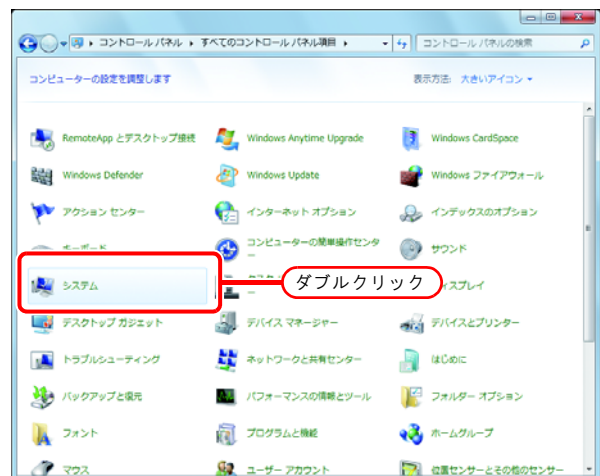 コントロール パネル ▸ すべてのコントロール パネル項目 ▸
コントロール パネルの検索
コンピューターの設定を調整します
表示方法: 大きいアイコン
RemoteApp とデスクトップ接続
Windows Anytime Upgrade
Windows CardSpace
Windows Defender
Windows Update
Windows ファイアウォール
アクション センター
インターネット オプション
インデックスのオプション
キーボード
コンピューターの簡単操作センタ
ー
サウンド
システム
ダブルクリック
ィスプレイ
デスクトップ ガジェット
デバイス マネージャー
デバイスとプリンター
トラブルシューティング
ネットワークと共有センター
はじめに
バックアップと復元
パフォーマンスの情報とツール
フォルダー オプション
フォント
プログラムと機能
ホームグループ
マウス
ユーザー アカウント
位置センサーとその他のセンサー